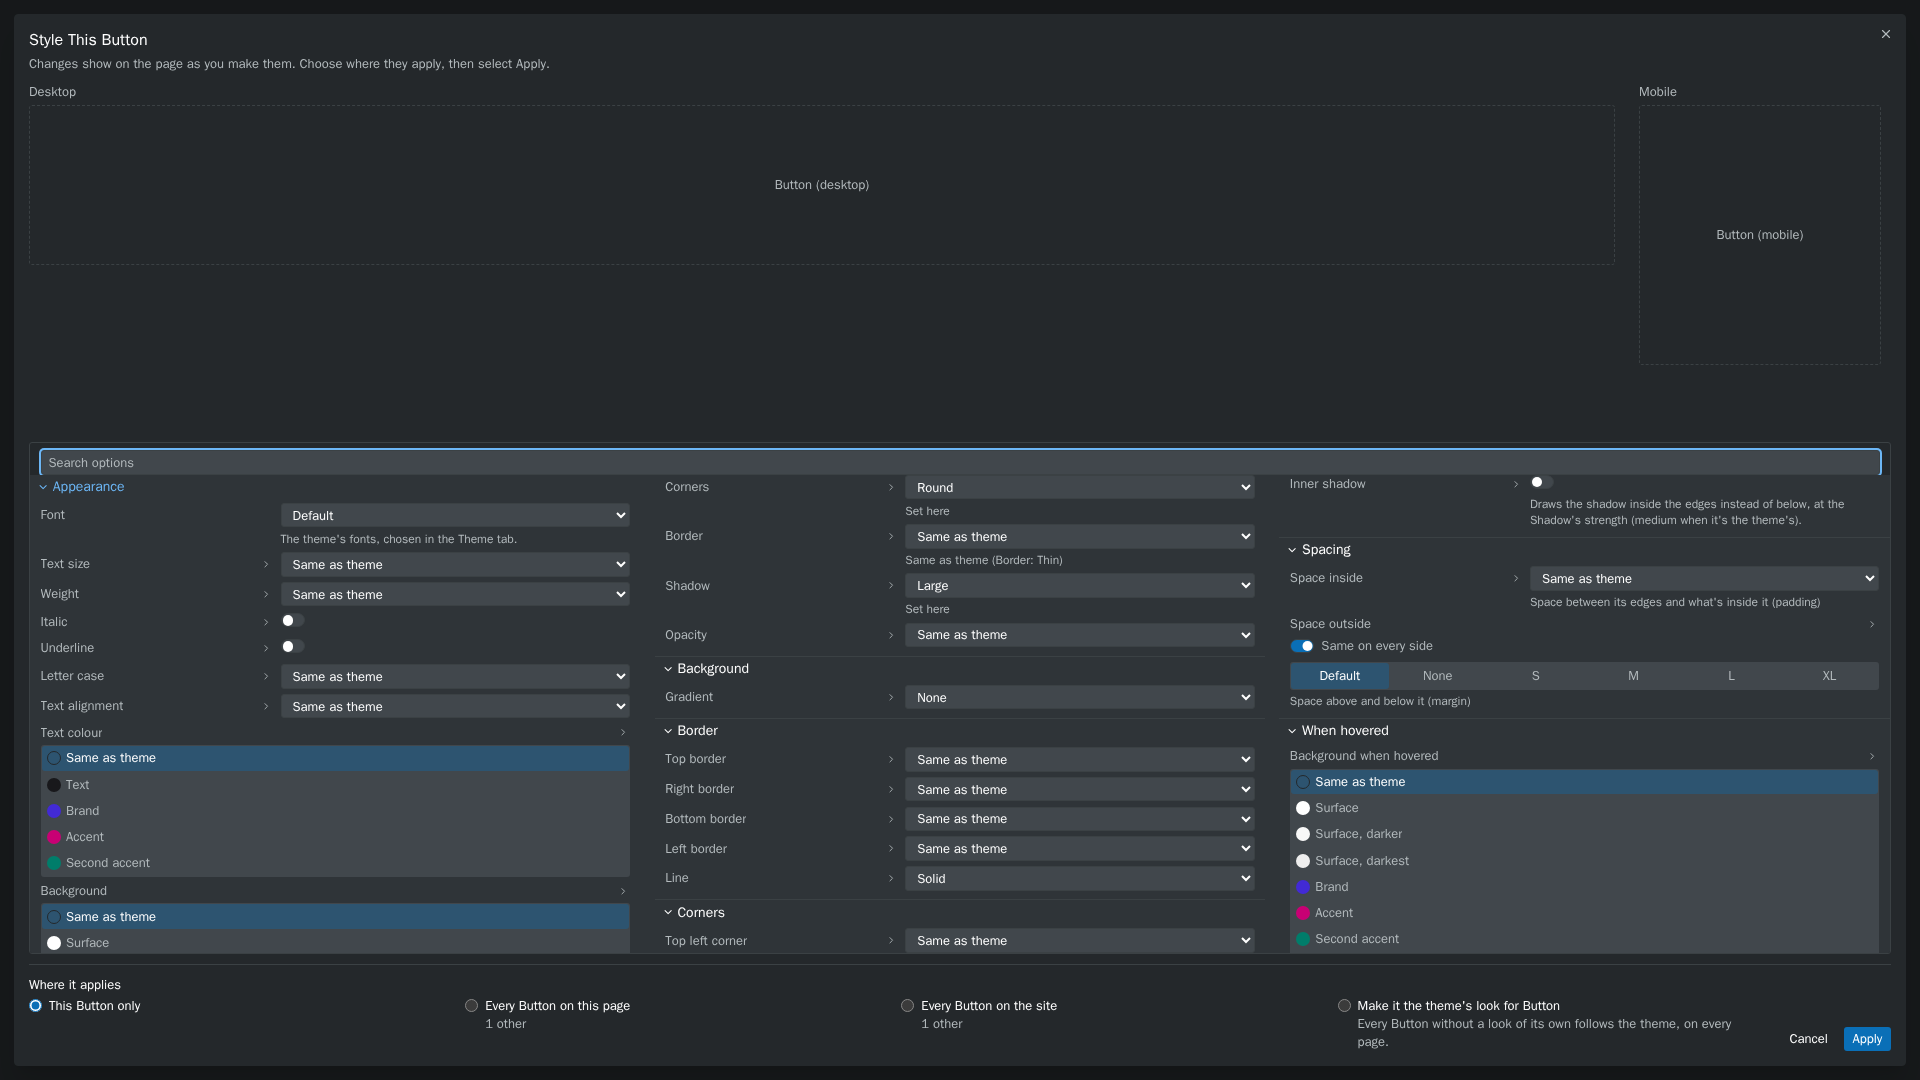 Style This Button
Changes show on the page as you make them. Choose where they apply, then select Apply.
Desktop
Mobile
Button (desktop)
Button (mobile)
Search options
Appearance
Font
Default
The theme's fonts, chosen in the Theme tab.
Text size
Same as theme
Weight
Same as theme
Italic
Underline
Letter case
Same as theme
Text alignment
Same as theme
Text colour
Same as theme
Text
Brand
Accent
Second accent
Background
Same as theme
Surface
Corners
Round
Set here
Border
Same as theme
Same as theme (Border: Thin)
Shadow
Large
Set here
Opacity
Same as theme
Background
Gradient
None
Border
Top border
Same as theme
Right border
Same as theme
Bottom border
Same as theme
Left border
Same as theme
Line
Solid
Corners
Top left corner
Same as theme
Inner shadow
Draws the shadow inside the edges instead of below, at the
Shadow's strength (medium when it's the theme's).
Spacing
Space inside
Same as theme
Space between its edges and what's inside it (padding)
Space outside
Same on every side
Default
None
S
M
L
XL
Space above and below it (margin)
When hovered
Background when hovered
Same as theme
Surface
Surface, darker
Surface, darkest
Brand
Accent
Second accent
Where it applies
This Button only
Every Button on this page
1 other
Every Button on the site
1 other
Make it the theme's look for Button
Every Button without a look of its own follows the theme, on every
page.
Cancel
Apply